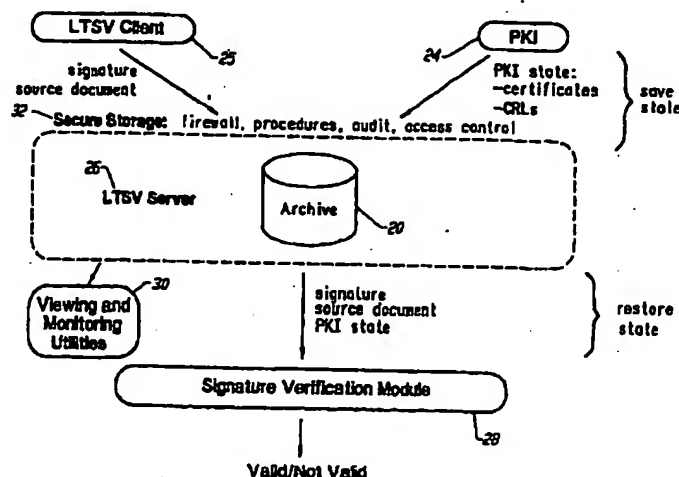 LTSV Client
25
PKI
24
signature
source document
PKI state:
-certificates
-CRLs
save
state
32
Secure Storage: firewall, procedures, audit, access control
26
LTSV Server
Archive
20
30
Viewing and
Monitoring
Utilities
signature
source document
PKI state
restore
state
Signature Verification Module
28
Valid/Not Valid